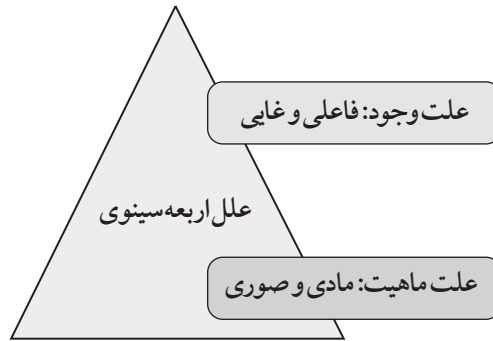 علت وجود: فاعلی و غایی
علل اربعه سینوی
علت ماهیت: مادی و صوری